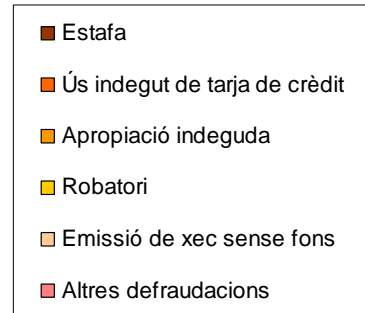 Estafa
Ús indegut de tarja de crèdit
Apropiació indeguda
Robatori
Emissió de xec sense fons
Altres defraudacions